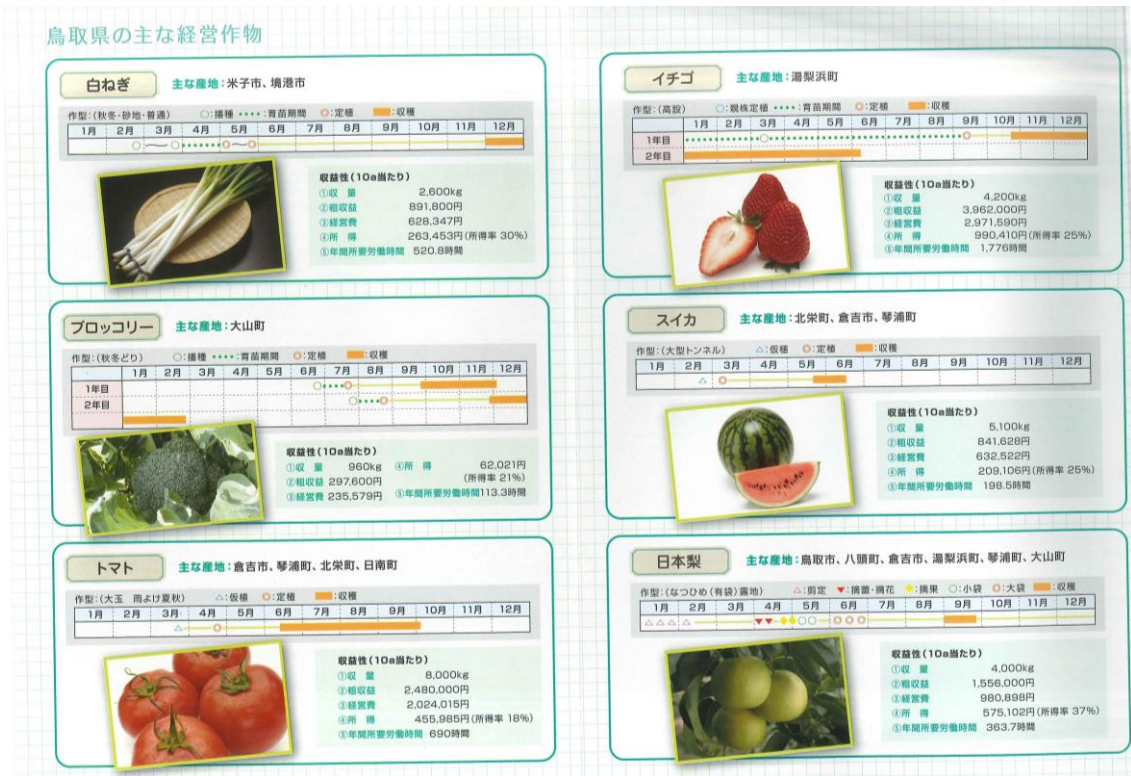 鳥取県の主な経営作物
白ねぎ
主な産地:米子市、境港市
作型:(秋冬・砂地・普通) ○:播種 ••••:育苗期間 ○:定植 :収穫
1月 2月 3月 4月 5月 6月 7月 8月 9月 10月 11月 12月
収益性(10a当たり)
①収 量 2,600kg
②粗収益 891,800円
③経営費 628,347円
④所 得 263,453円(所得率 30%)
⑤年間所要労働時間 520.8時間
ブロッコリー
主な産地:大山町
作型:(秋冬どり) ○:播種 ••••:育苗期間 ○:定植 :収穫
1月 2月 3月 4月 5月 6月 7月 8月 9月 10月 11月 12月
1年目
2年目
収益性(10a当たり)
①収 量 960kg ④所 得 62.021円
②粗収益 297,600円 (所得率 21%)
③経営費 235,579円 ⑤年間所要労働時間113.3時間
トマト
主な産地:倉吉市、琴浦町、北栄町、日南町
作型:(大玉 雨よけ夏秋) △:仮植 ○:定植 :収穫
1月 2月 3月 4月 5月 6月 7月 8月 9月 10月 11月 12月
収益性(10a当たり)
①収 量 8,000kg
②粗収益 2,480,000円
③経営費 2,024,015円
④所 得 455,985円(所得率 18%)
⑤年間所要労働時間 690時間
イチゴ
主な産地:湯梨浜町
作型:(高設) ○:親株定植 ••••:育苗期間 ○:定植 :収穫
1月 2月 3月 4月 5月 6月 7月 8月 9月 10月 11月 12月
1年目
2年目
収益性(10a当たり)
①収 量 4,200kg
②粗収益 3,962,000円
③経営費 2,971,590円
④所 得 990,410円(所得率 25%)
⑤年間所要労働時間 1,776時間
スイカ
主な産地:北栄町、倉吉市、琴浦町
作型:(大型トンネル) △:仮植 ○:定植 :収穫
1月 2月 3月 4月 5月 6月 7月 8月 9月 10月 11月 12月
収益性(10a当たり)
①収 量 5,100kg
②粗収益 841,628円
③経営費 632,522円
④所 得 209,106円(所得率 25%)
⑤年間所要労働時間 198.5時間
日本梨
主な産地:鳥取市、八頭町、倉吉市、湯梨浜町、琴浦町、大山町
作型:(なつひめ(有袋)露地) △:剪定 ▼:摘蕾・摘花 ◆:摘果 ○:小袋 ○:大袋 :収穫
1月 2月 3月 4月 5月 6月 7月 8月 9月 10月 11月 12月
収益性(10a当たり)
①収 量 4,000kg
②粗収益 1,556,000円
③経営費 980,898円
④所 得 575,102円(所得率 37%)
⑤年間所要労働時間 363.7時間